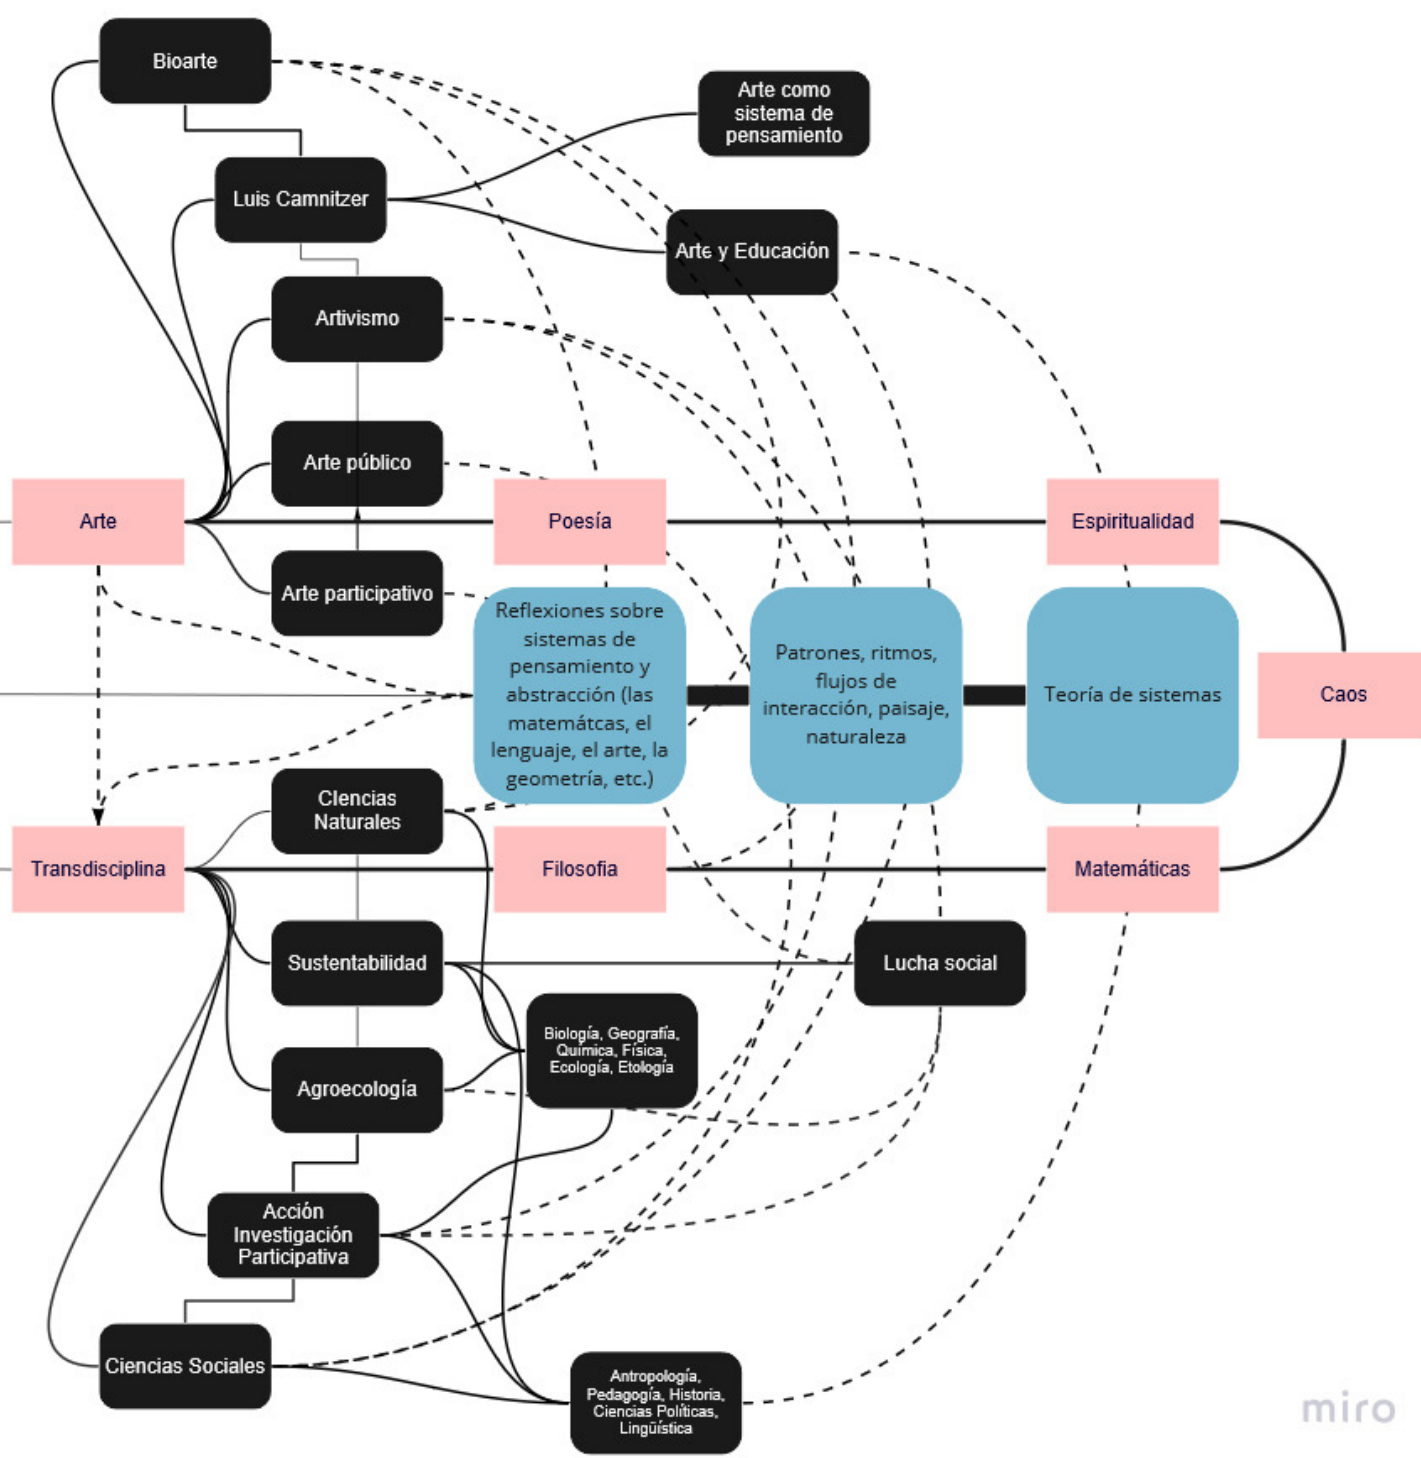 Bioarte
Arte como
sistema de
pensamiento
Luis Camnitzer
Arte y Educación
Artivismo
Arte público
Arte
Poesía
Espiritualidad
Arte participativo
Reflexiones sobre
sistemas de
pensamiento y
abstracción (las
matemátcas, el
lenguaje, el arte, la
geometría, etc.)
Patrones, ritmos,
flujos de
interacción, paisaje,
naturaleza
Teoría de sistemas
Caos
CIencias
Naturales
Transdisciplina
Filosofia
Matemáticas
Sustentabilidad
Lucha social
Biología, Geografía,
Química, Física,
Ecología, Etología
Agroecología
Acción
Investigación
Participativa
Ciencias Sociales
Antropología,
Pedagogía, Historia,
Ciencias Políticas,
Lingüística
miro